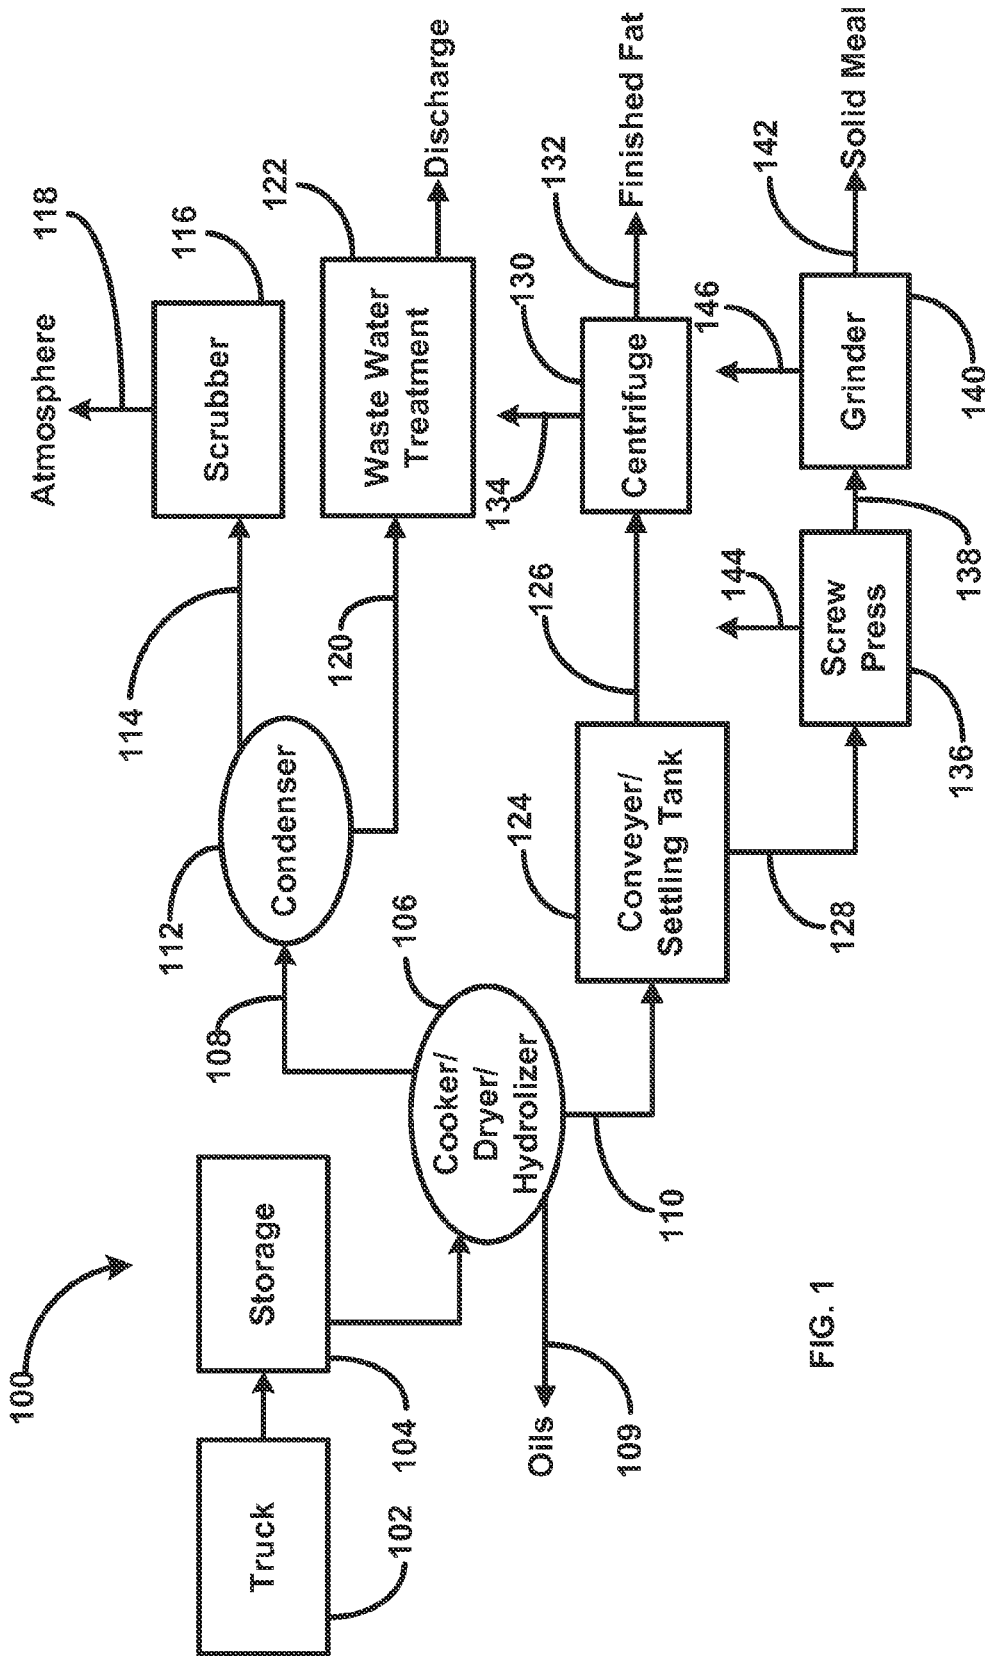 100
Truck
102
Storage
104
Cooker/
Dryer/
Hydrolizer
106
108
Oils
109
110
Condenser
112
114
Scrubber
116
Atmosphere
118
120
Waste Water
Treatment
122
Discharge
Conveyer/
Settling Tank
124
126
128
Centrifuge
130
132
Finished Fat
134
Screw
Press
136
144
138
Grinder
140
146
142
Solid Meal
FIG. 1